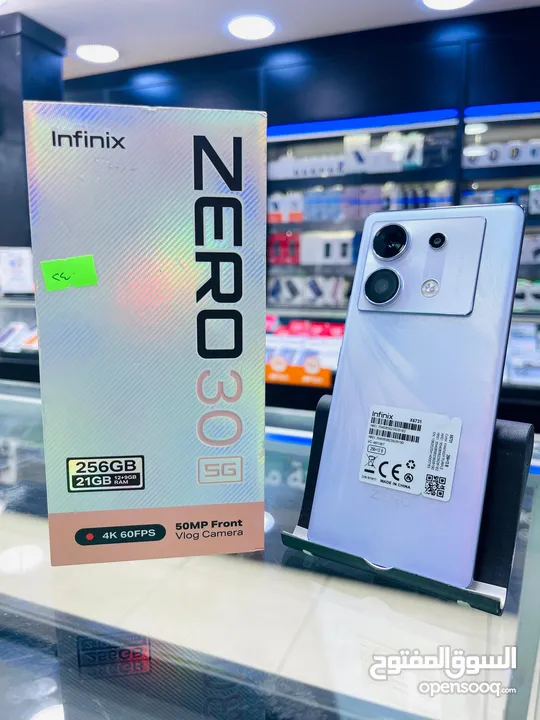 Infinix
ZERO 30
5G
256GB
21GB 12+9GB RAM
4K 60FPS
50MP Front
Vlog Camera
Infinix
X6731
MADE IN CHINA
السوق المفتوح
opensooq.com